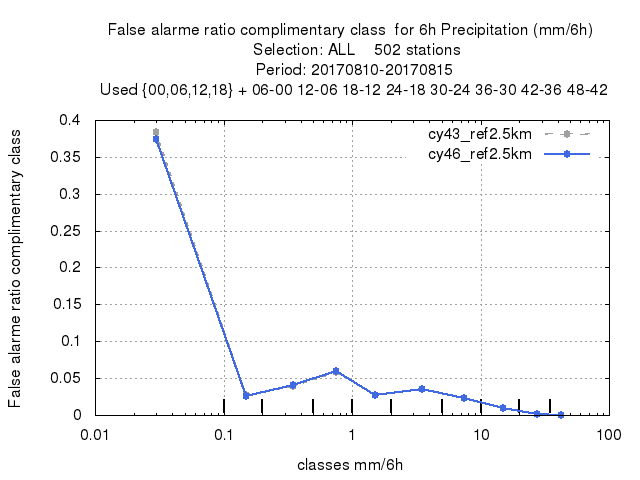 False alarme ratio complimentary class  for 6h Precipitation (mm/6h)
Selection: ALL    502 stations
Period: 20170810-20170815
Used {00,06,12,18} + 06-00 12-06 18-12 24-18 30-24 36-30 42-36 48-42
cy43_ref2.5km
cy46_ref2.5km
0.4
0.35
0.3
0.25
0.2
0.15
0.1
0.05
0
False alarme ratio complimentary class
0.01 0.1 1 10 100
classes mm/6h